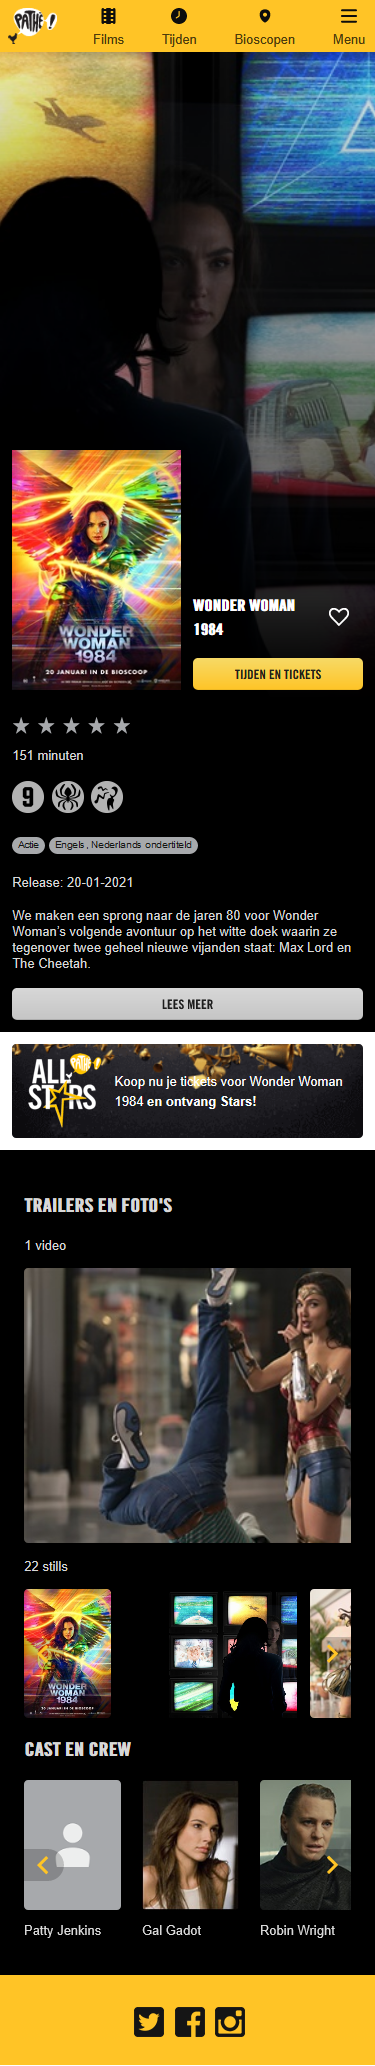 PATHÉ!
Films
Tijden
Bioscopen
Menu
WONDER
WOMAN
1984
20 JANUARI IN DE BIOSCOOP
WONDER WOMAN
1984
TIJDEN EN TICKETS
151 minuten
9
Actie
Engels, Nederlands ondertiteld
Release: 20-01-2021
We maken een sprong naar de jaren 80 voor Wonder
Woman's volgende avontuur op het witte doek waarin ze
tegenover twee geheel nieuwe vijanden staat: Max Lord en
The Cheetah.
LEES MEER
PATHÉ!
ALL
STARS
Koop nu je tickets voor Wonder Woman
1984 en ontvang Stars!
TRAILERS EN FOTO'S
1 video
22 stills
WONDER
WOMAN
1984
20 JANUARI IN DE BIOSCOOP
CAST EN CREW
Patty Jenkins
Gal Gadot
Robin Wright